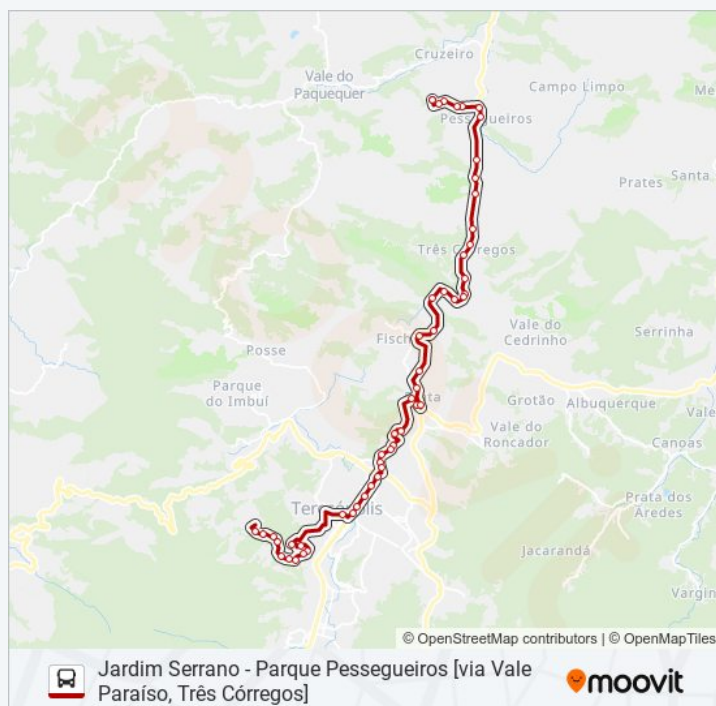 Cruzeiro
Vale do
Paquequer
Campo Limpo
Pessegueiros
Prates
Santa
Três Córregos
Vale do
Cedrinho
Serrinha
Posse
Parque
do Imbuí
Grotão
Albuquerque
Vale do
Roncador
Canoas
Teresópolis
Prata dos
Aredes
Jacarandá
© OpenStreetMap contributors | © OpenMapTiles
Jardim Serrano - Parque Pessegueiros [via Vale
Paraíso, Três Córregos]
moovit